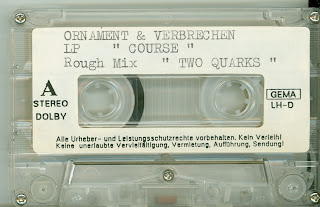 ORNAMENT & VERBRECHEN
LP " COURSE "
Rough Mix " TWO QUARKS "
A
STEREO
DOLBY
GEMA
LH-D
Alle Urheber- und Leistungsschutzrechte vorbehalten. Kein Verleih!
Keine unerlaubte Vervielfältigung, Vermietung, Aufführung, Sendung!